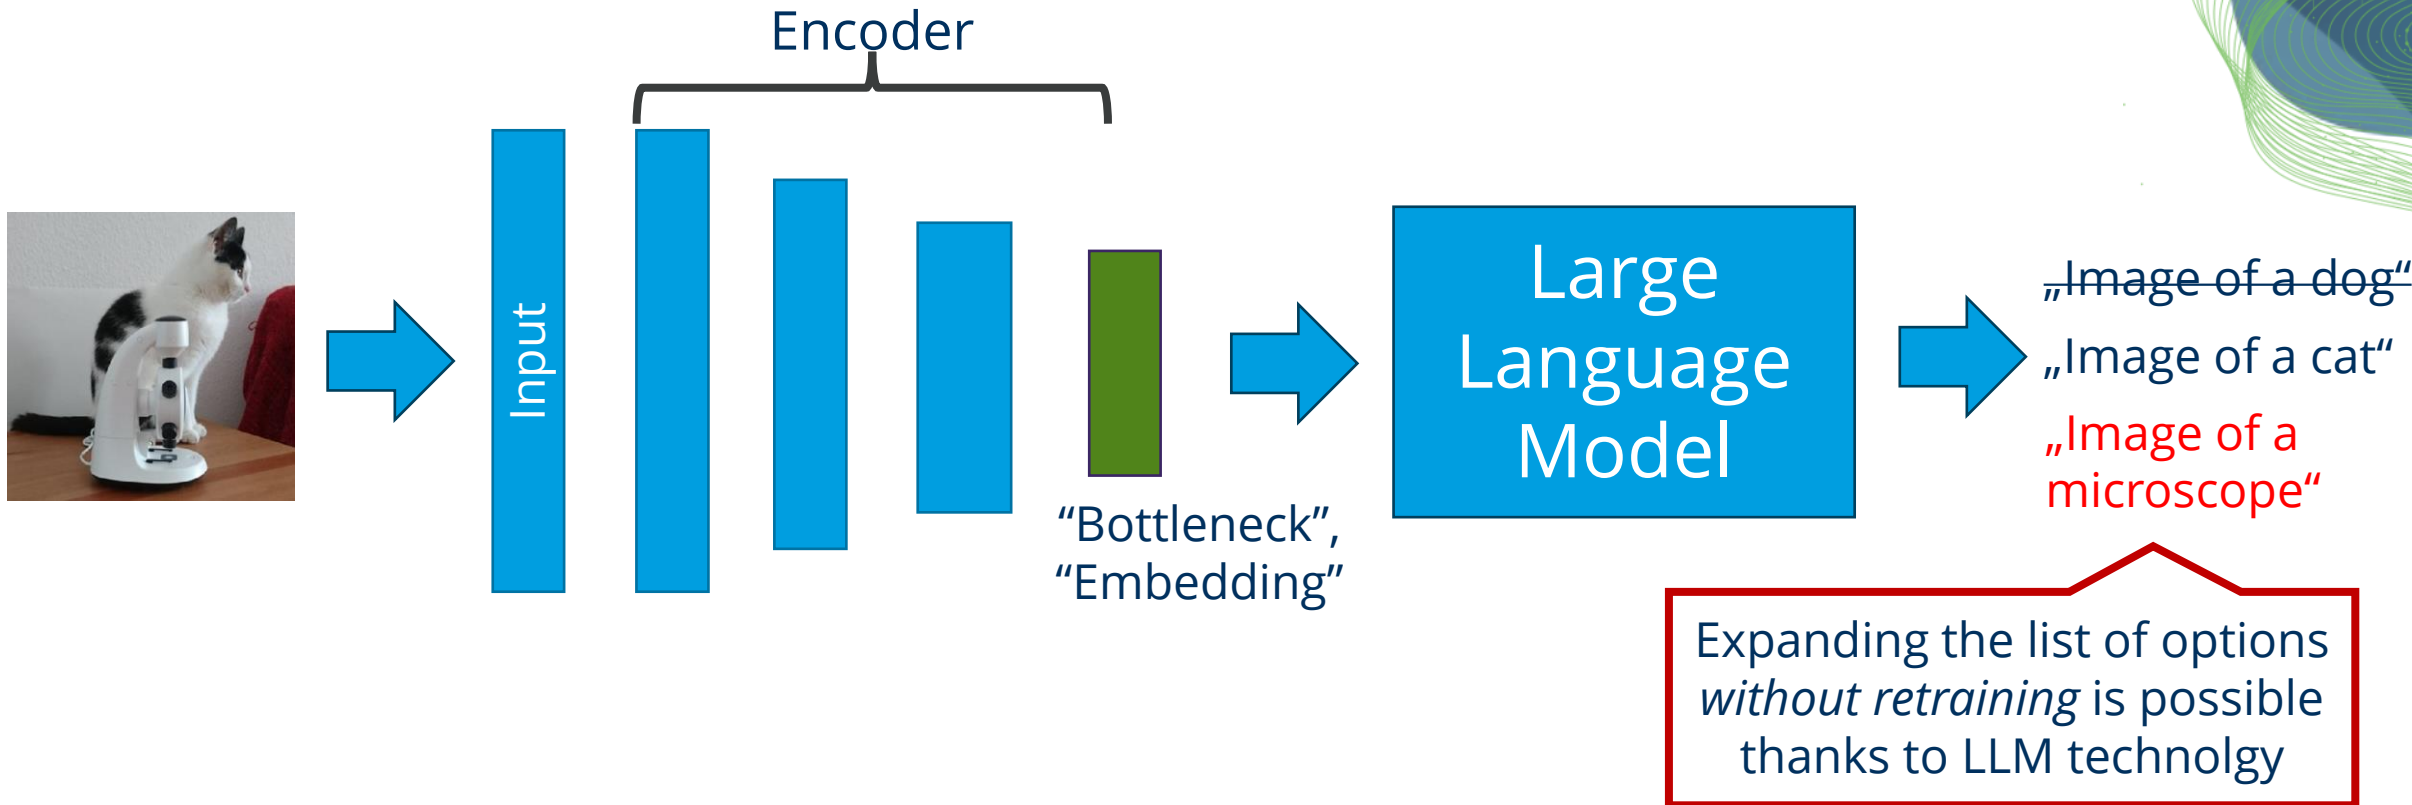 Encoder
Input
“Bottleneck”,
“Embedding”
Large
Language
Model
„Image of a dog“
„Image of a cat“
„Image of a
microscope“
Expanding the list of options
without retraining is possible
thanks to LLM technolgy